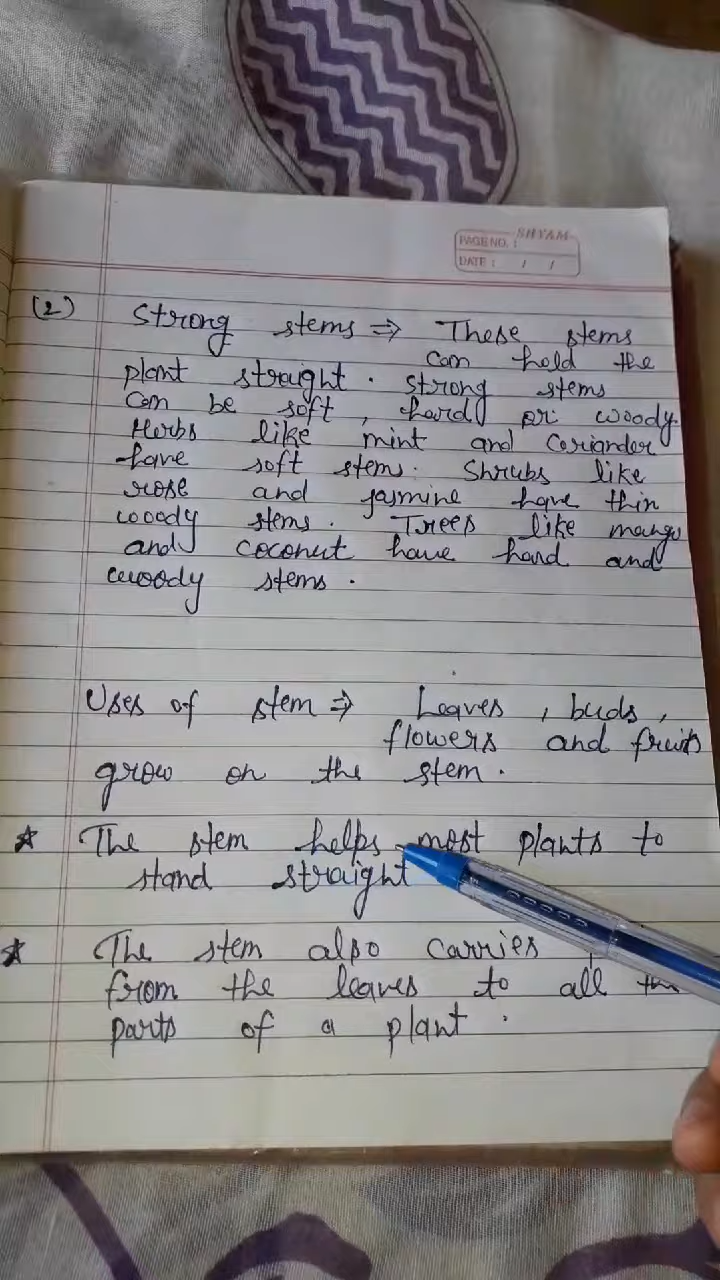 SHYAM
PAGE NO. :
DATE : / /
(2) Strong stems ⇒ These stems
can hold the
plant straight. Strong stems
can be soft, hard or woody.
Herbs like mint and Coriander
have soft stems. Shrubs like
rose and jasmine have thin
woody stems. Trees like mango
and coconut have hard and
woody stems.
Uses of stem ⇒ Leaves, buds,
flowers and fruits
grow on the stem.
★ The stem helps most plants to
stand straight
★ The stem also carries
from the leaves to all the
parts of a plant.